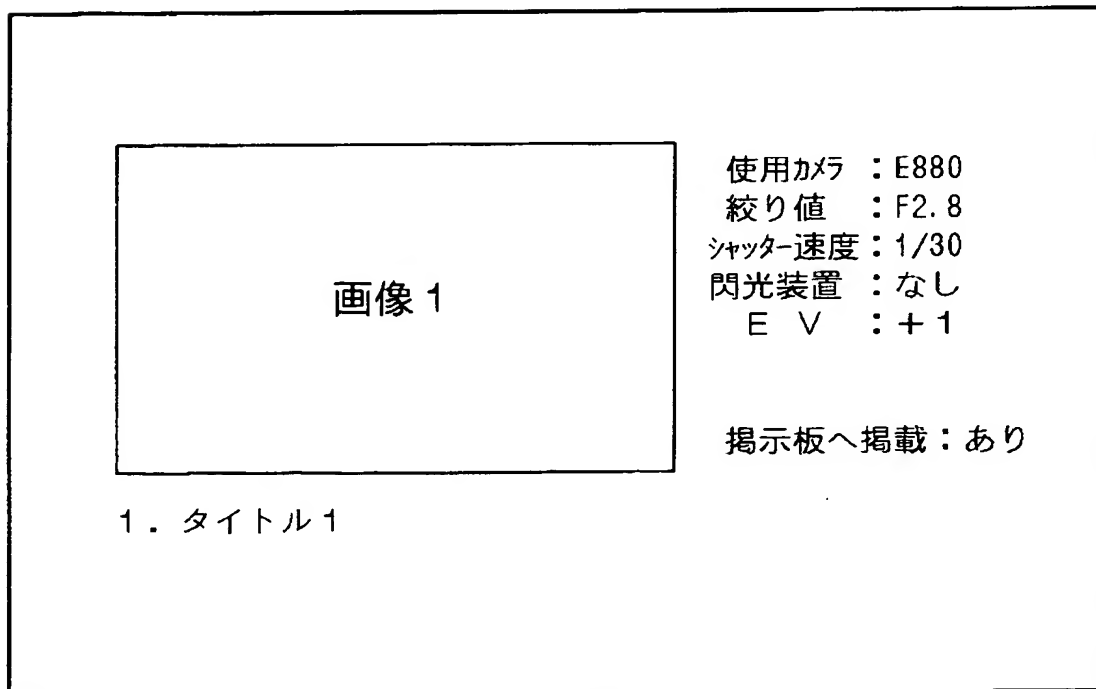 画像1
使用ｶﾒﾗ：E880
絞り値：F2.8
ｼｬｯﾀｰ速度：1/30
閃光装置：なし
E V：＋1
掲示板へ掲載：あり
1．タイトル1